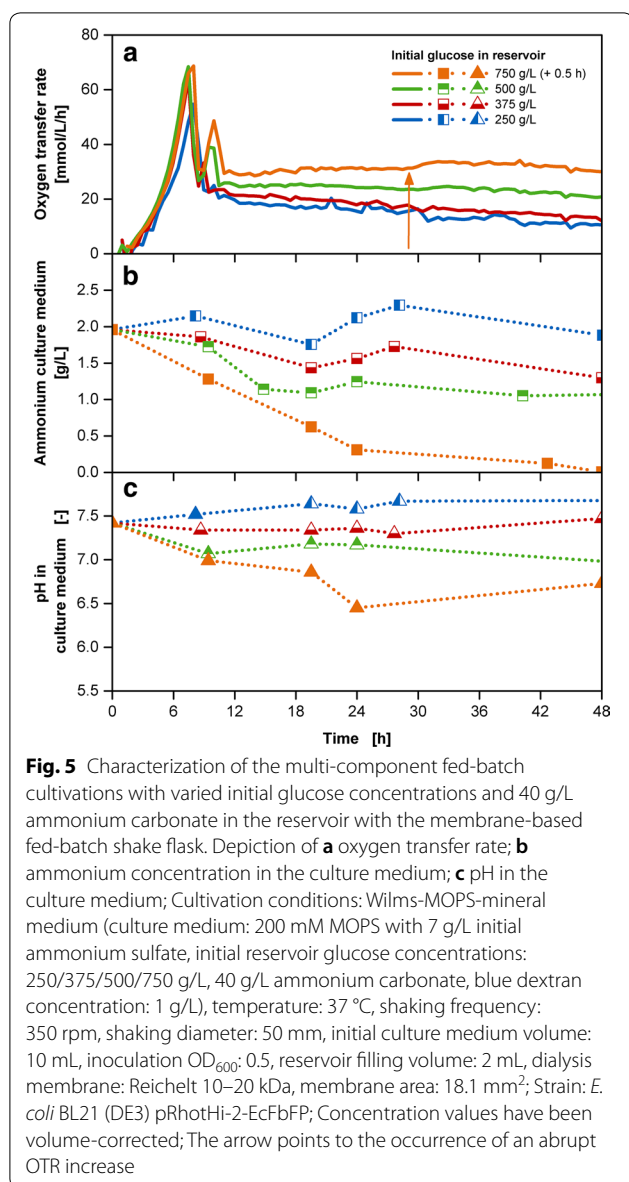 a
Initial glucose in reservoir
750 g/L (+ 0.5 h)
500 g/L
375 g/L
250 g/L
Oxygen transfer rate
[mmol/L/h]
80
60
40
20
0
b
Ammonium culture medium
[g/L]
2.5
2.0
1.5
1.0
0.5
0.0
c
pH in
culture medium [-]
7.5
7.0
6.5
6.0
5.5
0 6 12 18 24 30 36 42 48
Time [h]
Fig. 5 Characterization of the multi-component fed-batch
cultivations with varied initial glucose concentrations and 40 g/L
ammonium carbonate in the reservoir with the membrane-based
fed-batch shake flask. Depiction of a oxygen transfer rate; b
ammonium concentration in the culture medium; c pH in the
culture medium; Cultivation conditions: Wilms-MOPS-mineral
medium (culture medium: 200 mM MOPS with 7 g/L initial
ammonium sulfate, initial reservoir glucose concentrations:
250/375/500/750 g/L, 40 g/L ammonium carbonate, blue dextran
concentration: 1 g/L), temperature: 37 °C, shaking frequency:
350 rpm, shaking diameter: 50 mm, initial culture medium volume:
10 mL, inoculation OD600: 0.5, reservoir filling volume: 2 mL, dialysis
membrane: Reichelt 10–20 kDa, membrane area: 18.1 mm²; Strain: E.
coli BL21 (DE3) pRhotHi-2-EcFbFP; Concentration values have been
volume-corrected; The arrow points to the occurrence of an abrupt
OTR increase